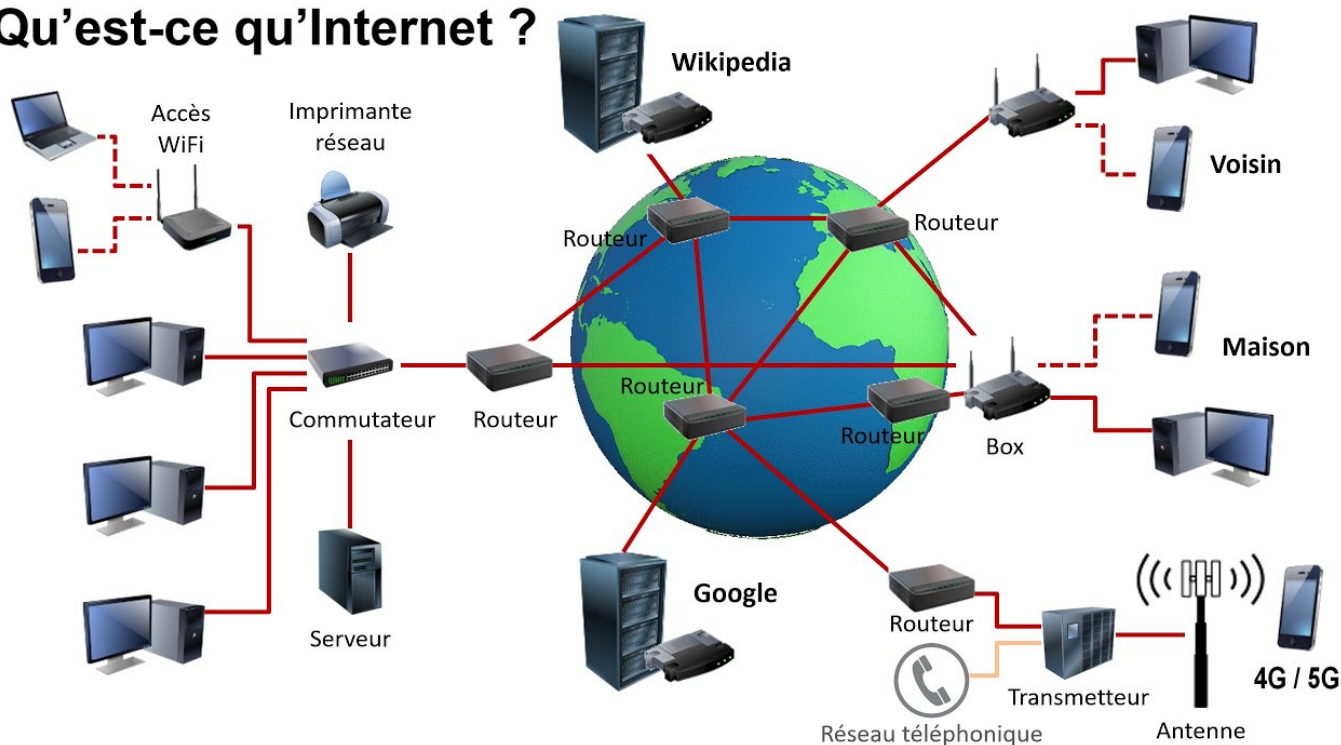 Qu’est-ce qu’Internet ?
Wikipedia
Accès
WiFi
Imprimante
réseau
Voisin
Routeur
Routeur
Maison
Routeur
Commutateur
Routeur
Routeur
Box
Google
Serveur
Routeur
Transmetteur
4G / 5G
Réseau téléphonique
Antenne